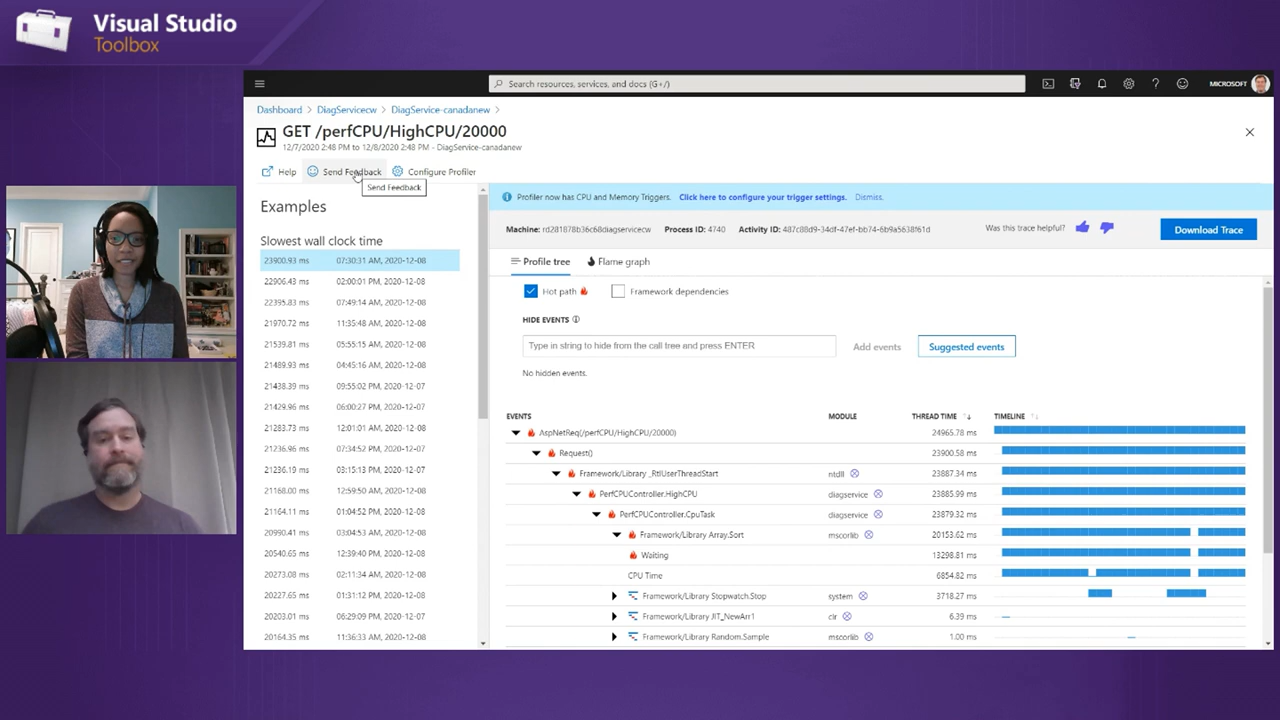 Visual Studio
Toolbox
Search resources, services, and docs (G+/)
MICROSOFT
Dashboard > DiagServicecw > DiagService-canadanew >
GET /perfCPU/HighCPU/20000
12/7/2020 2:48 PM to 12/8/2020 2:48 PM - DiagService-canadanew
Help Send Feedback Configure Profiler
Send Feedback
Examples
Slowest wall clock time
23900.93 ms 07:30:31 AM, 2020-12-08
22906.43 ms 02:00:01 PM, 2020-12-08
22395.83 ms 07:49:14 AM, 2020-12-08
21970.72 ms 11:35:48 AM, 2020-12-08
21539.81 ms 05:55:15 AM, 2020-12-08
21489.93 ms 04:45:16 AM, 2020-12-08
21438.39 ms 09:55:02 PM, 2020-12-07
21429.96 ms 06:00:27 PM, 2020-12-07
21283.73 ms 12:01:01 AM, 2020-12-08
21236.96 ms 07:34:52 PM, 2020-12-07
21236.19 ms 03:15:13 PM, 2020-12-07
21168.00 ms 12:59:50 AM, 2020-12-08
21164.11 ms 01:04:52 PM, 2020-12-08
20990.41 ms 03:04:53 AM, 2020-12-08
20540.65 ms 12:39:40 PM, 2020-12-08
20273.08 ms 02:11:34 AM, 2020-12-08
20227.65 ms 01:31:12 PM, 2020-12-08
20203.01 ms 06:29:09 PM, 2020-12-07
20164.35 ms 11:36:33 AM, 2020-12-08
Profiler now has CPU and Memory Triggers. Click here to configure your trigger settings. Dismiss.
Machine: rd281878b36c68diagservicecw Process ID: 4740 Activity ID: 487c88d9-34df-47ef-bb74-6b9a5638f61d Was this trace helpful? Download Trace
Profile tree Flame graph
Hot path Framework dependencies
HIDE EVENTS
Type in string to hide from the call tree and press ENTER Add events Suggested events
No hidden events.
EVENTS MODULE THREAD TIME TIMELINE
AspNetReq(/perfCPU/HighCPU/20000) 24965.78 ms
Request() 23900.58 ms
Framework/Library _RtlUserThreadStart ntdll 23887.34 ms
PerfCPUController.HighCPU diagservice 23885.99 ms
PerfCPUController.CpuTask diagservice 23879.32 ms
Framework/Library Array.Sort mscorlib 20153.62 ms
Waiting 13298.81 ms
CPU Time 6854.82 ms
Framework/Library Stopwatch.Stop system 3718.27 ms
Framework/Library JIT_NewArr1 clr 6.39 ms
Framework/Library Random.Sample mscorlib 1.00 ms